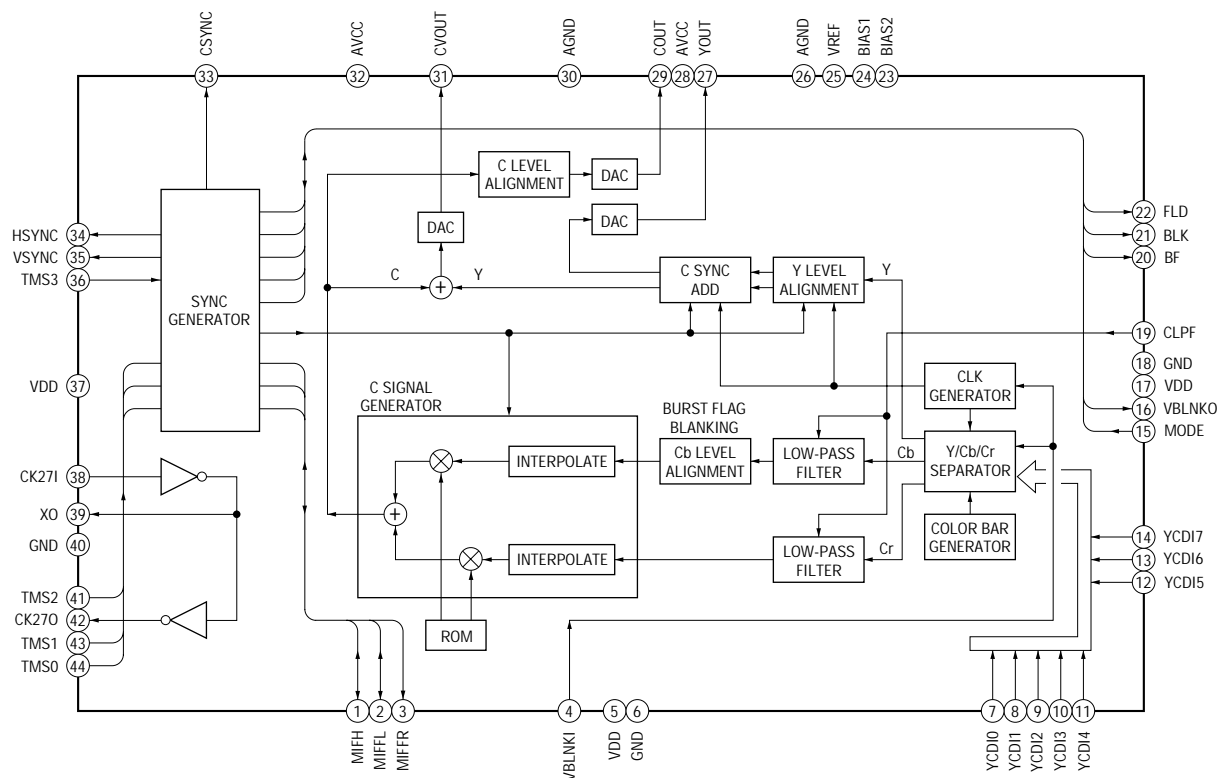 CSYNC
AVCC
CVOUT
AGND
COUT
AVCC
YOUT
AGND
VREF
BIAS1
BIAS2
33
32
31
30
29
28
27
26
25
24
23
C LEVEL
ALIGNMENT
DAC
DAC
DAC
HSYNC 34
VSYNC 35
TMS3 36
SYNC
GENERATOR
22 FLD
21 BLK
20 BF
C
+
Y
C SYNC
ADD
Y LEVEL
ALIGNMENT
Y
19 CLPF
18 GND
17 VDD
16 VBLNKO
15 MODE
VDD 37
C SIGNAL
GENERATOR
BURST FLAG
BLANKING
CLK
GENERATOR
INTERPOLATE
Cb LEVEL
ALIGNMENT
LOW-PASS
FILTER
Cb
Y/Cb/Cr
SEPARATOR
CK27I 38
XO 39
GND 40
+
INTERPOLATE
LOW-PASS
FILTER
Cr
COLOR BAR
GENERATOR
14 YCDI7
13 YCDI6
12 YCDI5
TMS2 41
CK27O 42
TMS1 43
TMS0 44
ROM
1
2
3
4
5
6
7
8
9
10
11
MIFH
MIFFL
MIFFR
VBLNKI
VDD
GND
YCDI0
YCDI1
YCDI2
YCDI3
YCDI4